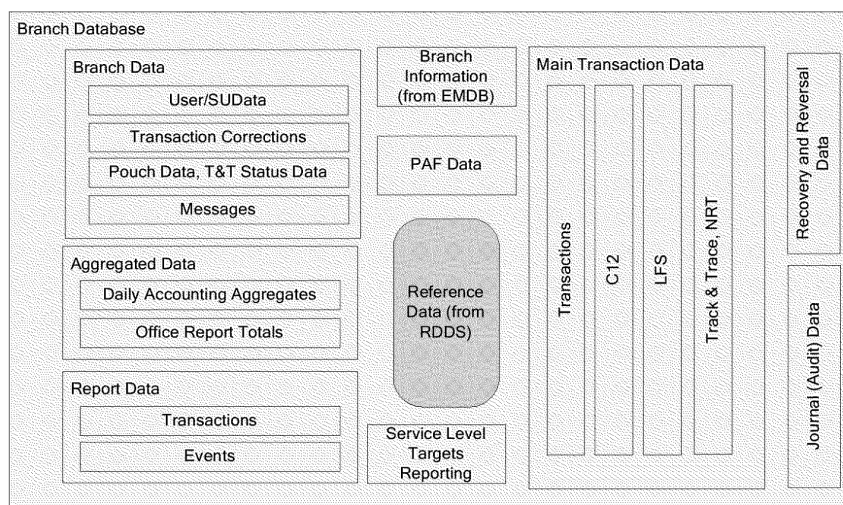 Branch Database
Branch Data
User/SUData
Transaction Corrections
Pouch Data, T&T Status Data
Messages
Aggregated Data
Daily Accounting Aggregates
Office Report Totals
Report Data
Transactions
Events
Branch
Information
(from EMDB)
PAF Data
Reference
Data (from
RDDS)
Service Level
Targets
Reporting
Main Transaction Data
Transactions
C12
LFS
Track & Trace, NRT
Recovery and Reversal
Data
Journal (Audit) Data